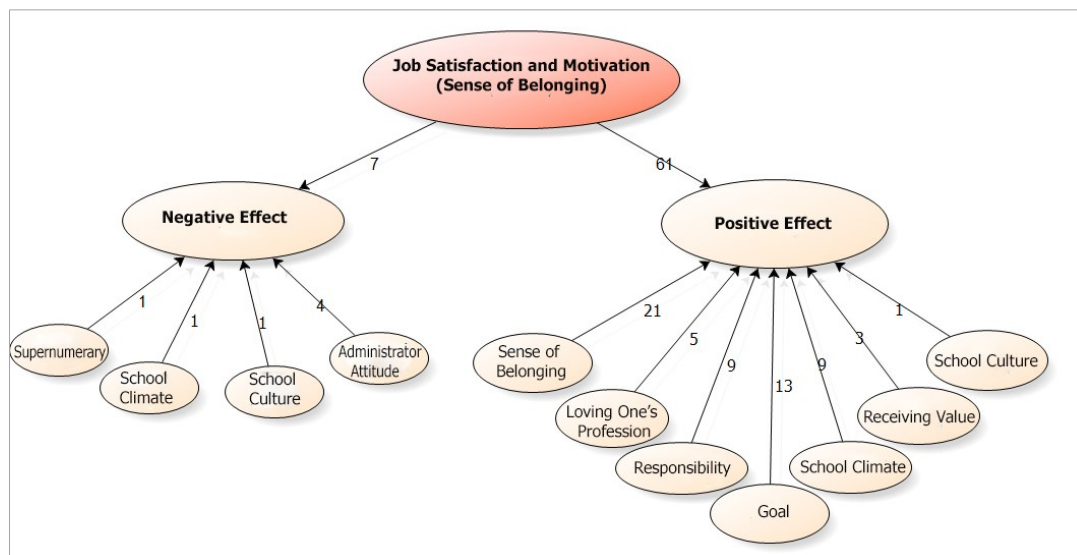 Job Satisfaction and Motivation
(Sense of Belonging)
7
61
Negative Effect
Positive Effect
1
1
1
4
Supernumerary
School
Climate
School
Culture
Administrator
Attitude
21
5
9
13
9
3
1
Sense of
Belonging
Loving One's
Profession
Responsibility
Goal
School Climate
Receiving Value
School Culture